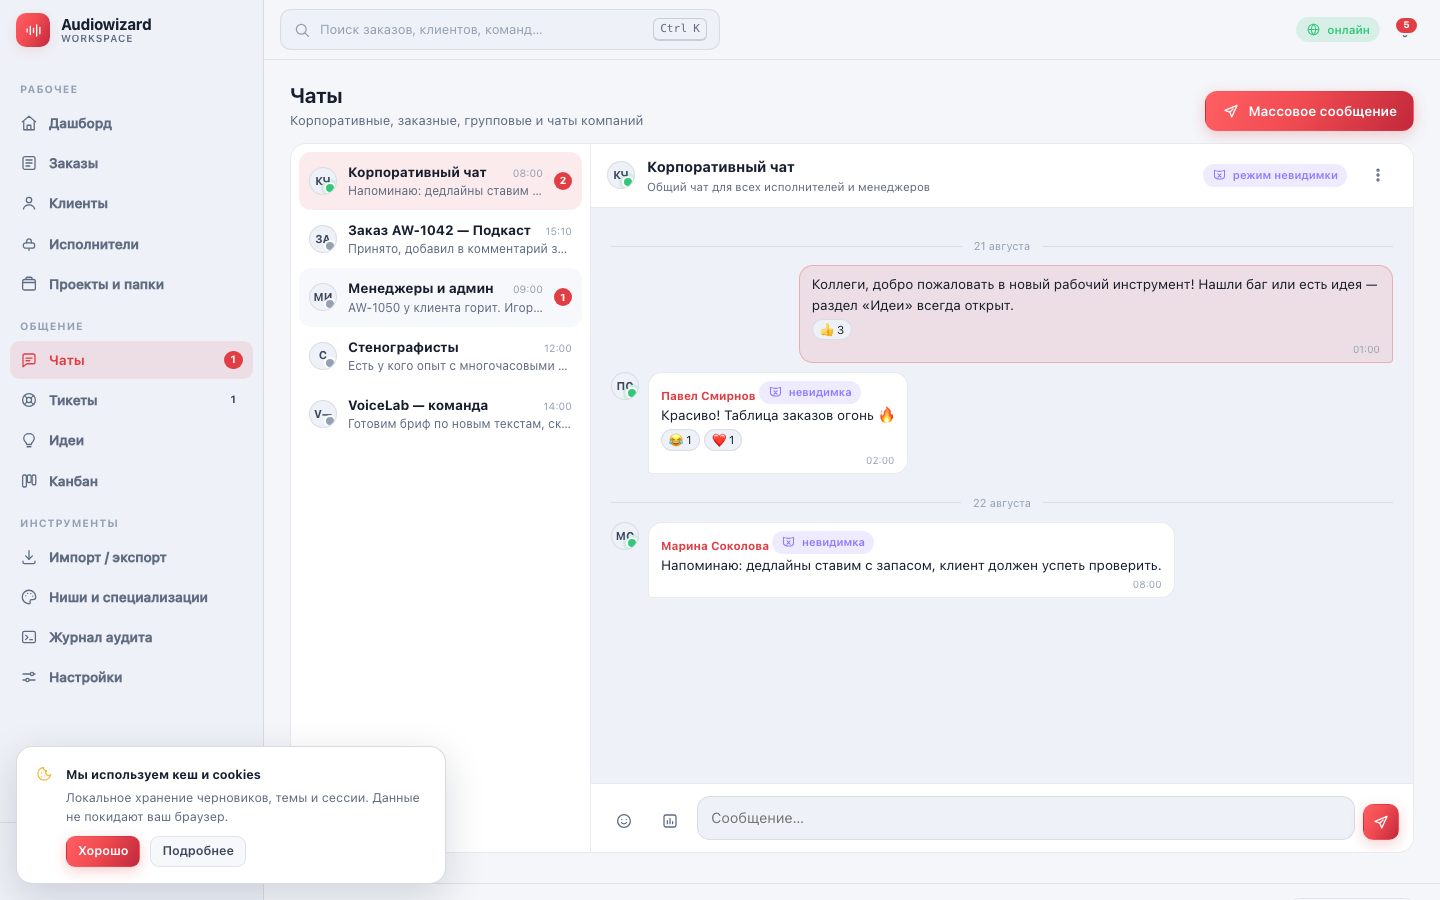 Audiowizard
WORKSPACE
Поиск заказов, клиентов, команд...
Ctrl K
онлайн
5
РАБОЧЕЕ
Дашборд
Заказы
Клиенты
Исполнители
Проекты и папки
ОБЩЕНИЕ
Чаты
1
Тикеты
1
Идеи
Канбан
ИНСТРУМЕНТЫ
Импорт / экспорт
Ниши и специализации
Журнал аудита
Настройки
Чаты
Корпоративные, заказные, групповые и чаты компаний
Массовое сообщение
КЧ
Корпоративный чат
08:00
Напоминаю: дедлайны ставим ...
2
ЗА
Заказ AW-1042 — Подкаст
15:10
Принято, добавил в комментарий з...
МИ
Менеджеры и админ
09:00
AW-1050 у клиента горит. Игор...
1
С
Стенографисты
12:00
Есть у кого опыт с многочасовыми ...
V—
VoiceLab — команда
14:00
Готовим бриф по новым текстам, ск...
КЧ
Корпоративный чат
Общий чат для всех исполнителей и менеджеров
режим невидимки
21 августа
Коллеги, добро пожаловать в новый рабочий инструмент! Нашли баг или есть идея —
раздел «Идеи» всегда открыт.
👍 3
01:00
ПС
Павел Смирнов
невидимка
Красиво! Таблица заказов огонь 🔥
😂 1
❤️ 1
02:00
22 августа
МС
Марина Соколова
невидимка
Напоминаю: дедлайны ставим с запасом, клиент должен успеть проверить.
08:00
Сообщение...
Мы используем кеш и cookies
Локальное хранение черновиков, темы и сессии. Данные
не покидают ваш браузер.
Хорошо
Подробнее